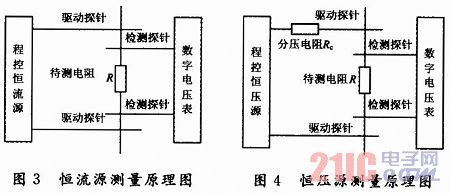 驱动探针
检测探针
程控恒流源
待测电阻 R
数字电压表
检测探针
驱动探针
图 3 恒流源测量原理图
驱动探针
分压电阻Rc
检测探针
程控恒压源
待测电阻 R
数字电压表
检测探针
驱动探针
图 4 恒压源测量原理图
21IC电子网